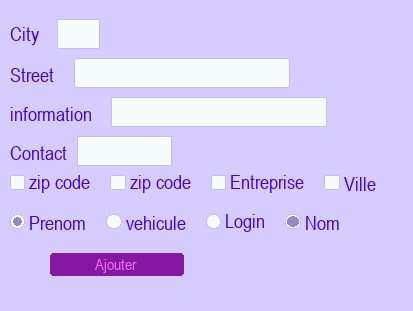 City
Street
information
Contact
zip code zip code Entreprise Ville
Prenom vehicule Login Nom
Ajouter